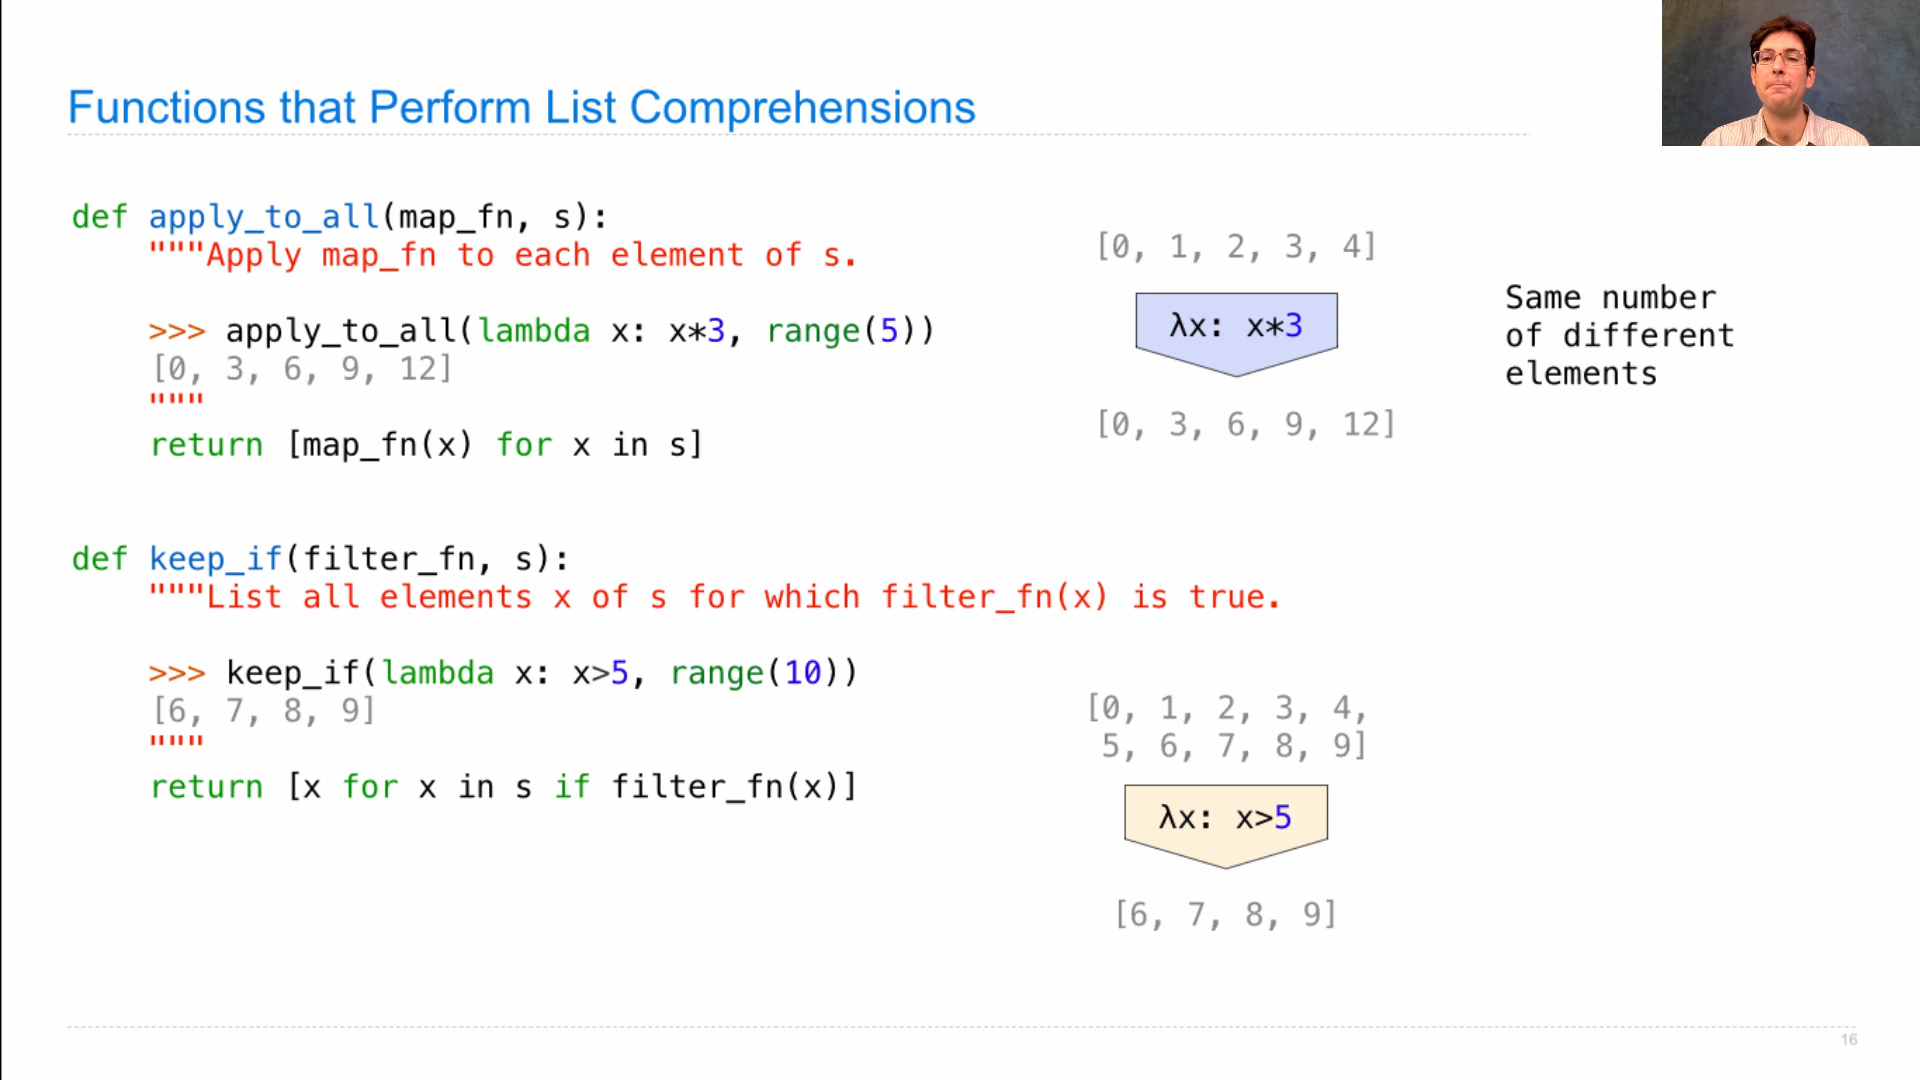 Functions that Perform List Comprehensions
def apply_to_all(map_fn, s):
"""Apply map_fn to each element of s.
>>> apply_to_all(lambda x: x*3, range(5))
[0, 3, 6, 9, 12]
"""
return [map_fn(x) for x in s]
[0, 1, 2, 3, 4]
λx: x*3
[0, 3, 6, 9, 12]
Same number
of different
elements
def keep_if(filter_fn, s):
"""List all elements x of s for which filter_fn(x) is true.
>>> keep_if(lambda x: x>5, range(10))
[6, 7, 8, 9]
"""
return [x for x in s if filter_fn(x)]
[0, 1, 2, 3, 4,
5, 6, 7, 8, 9]
λx: x>5
[6, 7, 8, 9]
16